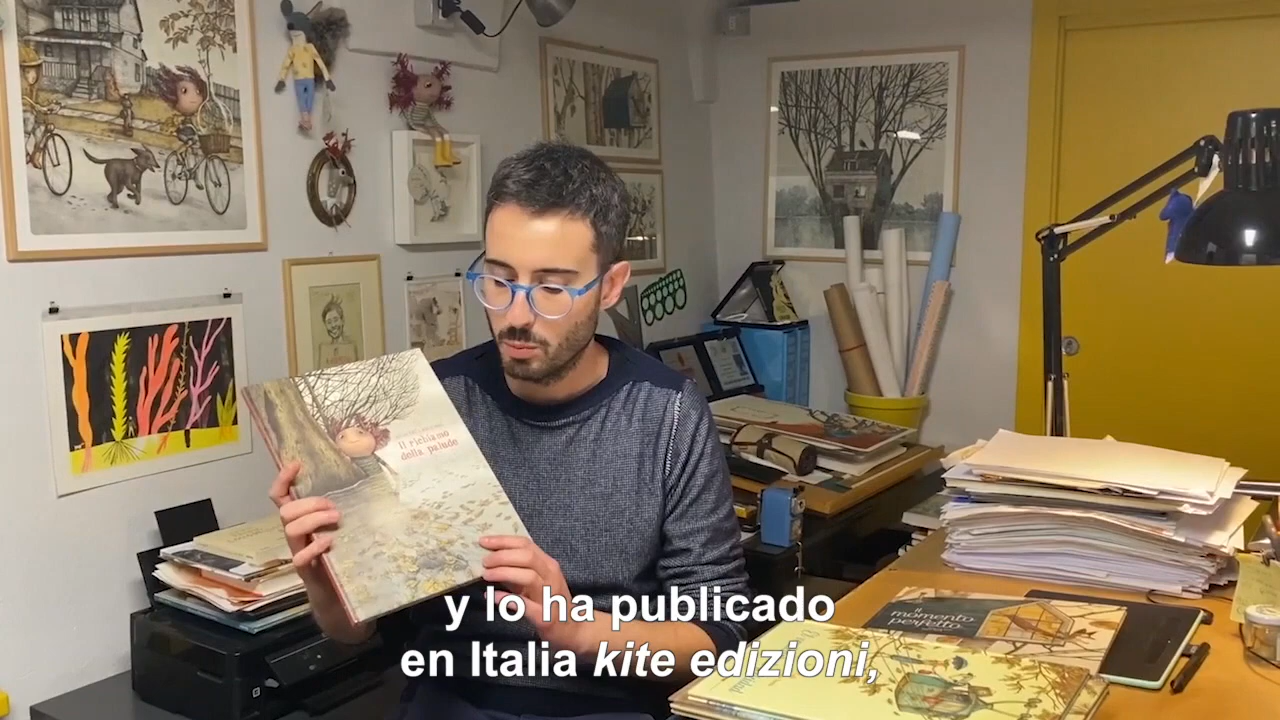 Il richiamo
della palude
y lo ha publicado
en Italia kite edizioni,
Il
momento
perfetto